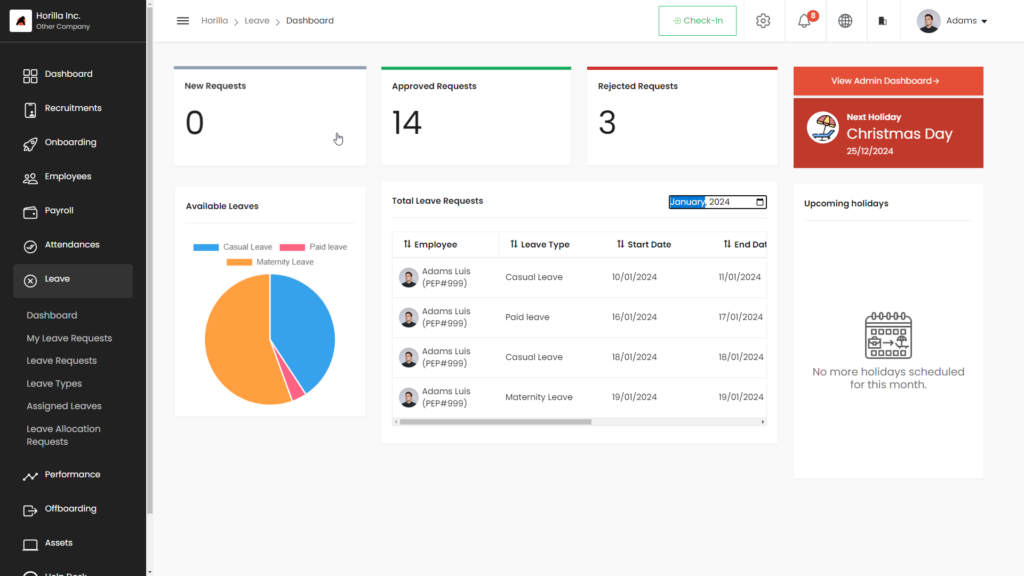 Horilla Inc.
Other Company
Dashboard
Recruitments
Onboarding
Employees
Payroll
Attendances
Leave
Dashboard
My Leave Requests
Leave Requests
Leave Types
Assigned Leaves
Leave Allocation
Requests
Performance
Offboarding
Assets
Help Desk
Horilla > Leave > Dashboard
Check-In
8
Adams
New Requests
0
Approved Requests
14
Rejected Requests
3
View Admin Dashboard→
Next Holiday
Christmas Day
25/12/2024
Available Leaves
Casual Leave Paid leave
Maternity Leave
Total Leave Requests
January, 2024
Employee Leave Type Start Date End Dat
Adams Luis
(PEP#999) Casual Leave 10/01/2024 11/01/2024
Adams Luis
(PEP#999) Paid leave 16/01/2024 17/01/2024
Adams Luis
(PEP#999) Casual Leave 18/01/2024 18/01/2024
Adams Luis
(PEP#999) Maternity Leave 19/01/2024 19/01/2024
Upcoming holidays
No more holidays scheduled
for this month.